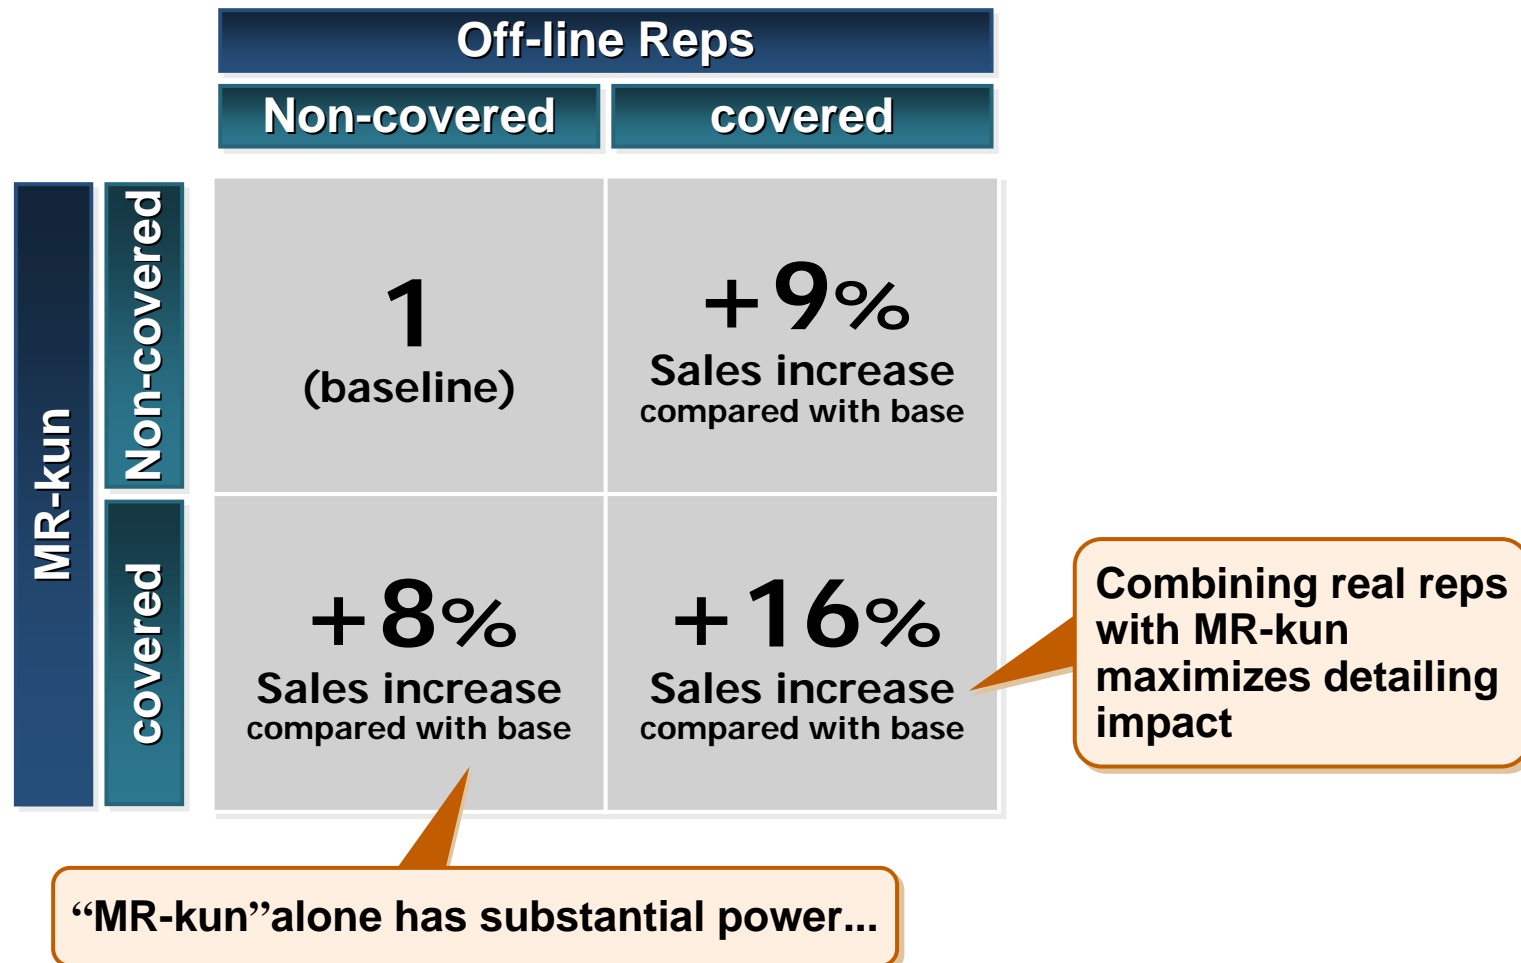 Off-line Reps
Non-covered
covered
MR-kun
Non-covered
1
(baseline)
+9%
Sales increase
compared with base
covered
+8%
Sales increase
compared with base
+16%
Sales increase
compared with base
Combining real reps
with MR-kun
maximizes detailing
impact
“MR-kun”alone has substantial power...